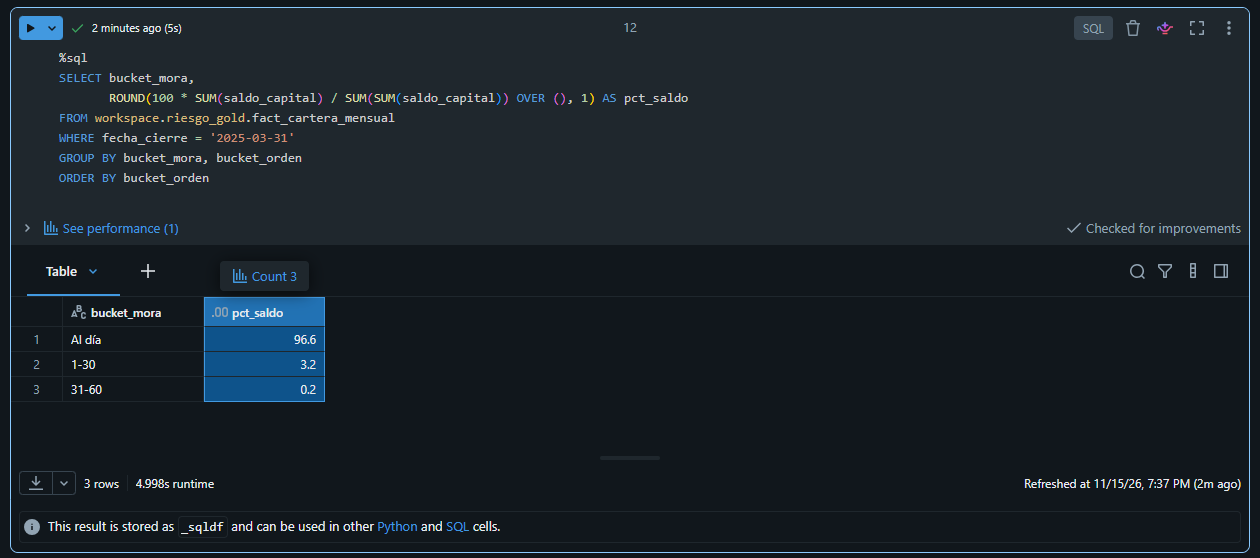 2 minutes ago (5s)
12
SQL
%sql
SELECT bucket_mora,
ROUND(100 * SUM(saldo_capital) / SUM(SUM(saldo_capital)) OVER (), 1) AS pct_saldo
FROM workspace.riesgo_gold.fact_cartera_mensual
WHERE fecha_cierre = '2025-03-31'
GROUP BY bucket_mora, bucket_orden
ORDER BY bucket_orden
See performance (1)
Checked for improvements
Table
Count 3
ABC bucket_mora
.00 pct_saldo
1 Al día 96.6
2 1-30 3.2
3 31-60 0.2
3 rows
4.998s runtime
Refreshed at 11/15/26, 7:37 PM (2m ago)
This result is stored as _sqldf and can be used in other Python and SQL cells.